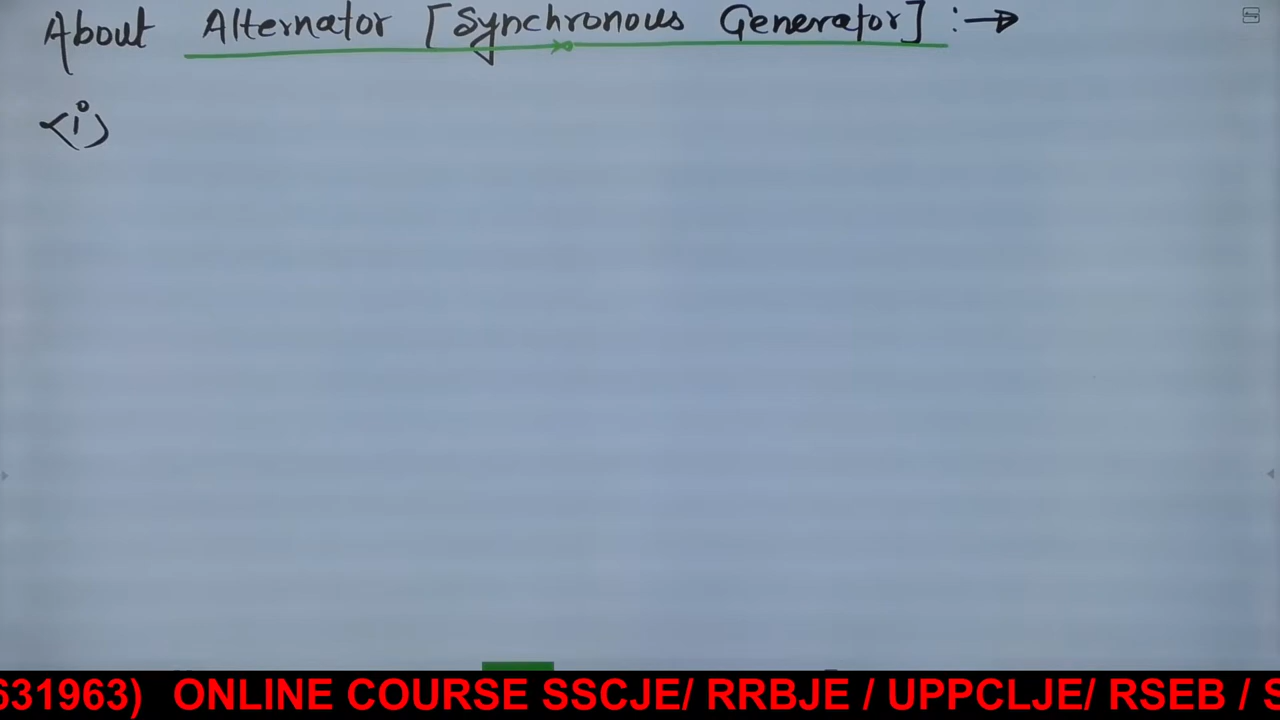 About Alternator [Synchronous Generator] :→
<i>
631963) ONLINE COURSE SSCJE/ RRBJE / UPPCLJE/ RSEB / S